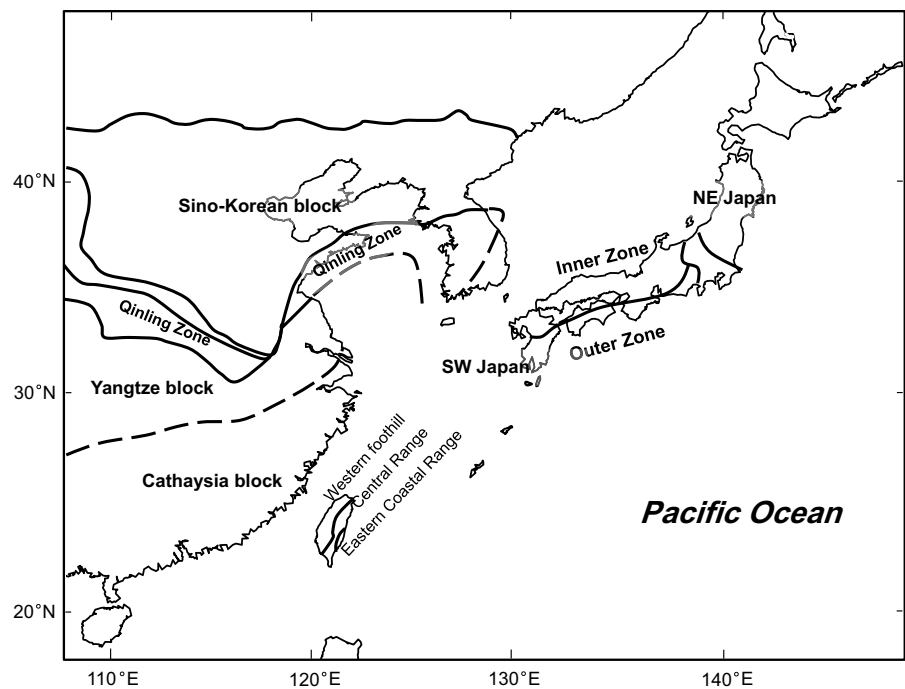 40°N
Sino-Korean block
NE Japan
Qinling Zone
Inner Zone
Qinling Zone
Outer Zone
SW Japan
Yangtze block
30°N
Western foothill
Central Range
Eastern Coastal Range
Cathaysia block
Pacific Ocean
20°N
110°E
120°E
130°E
140°E